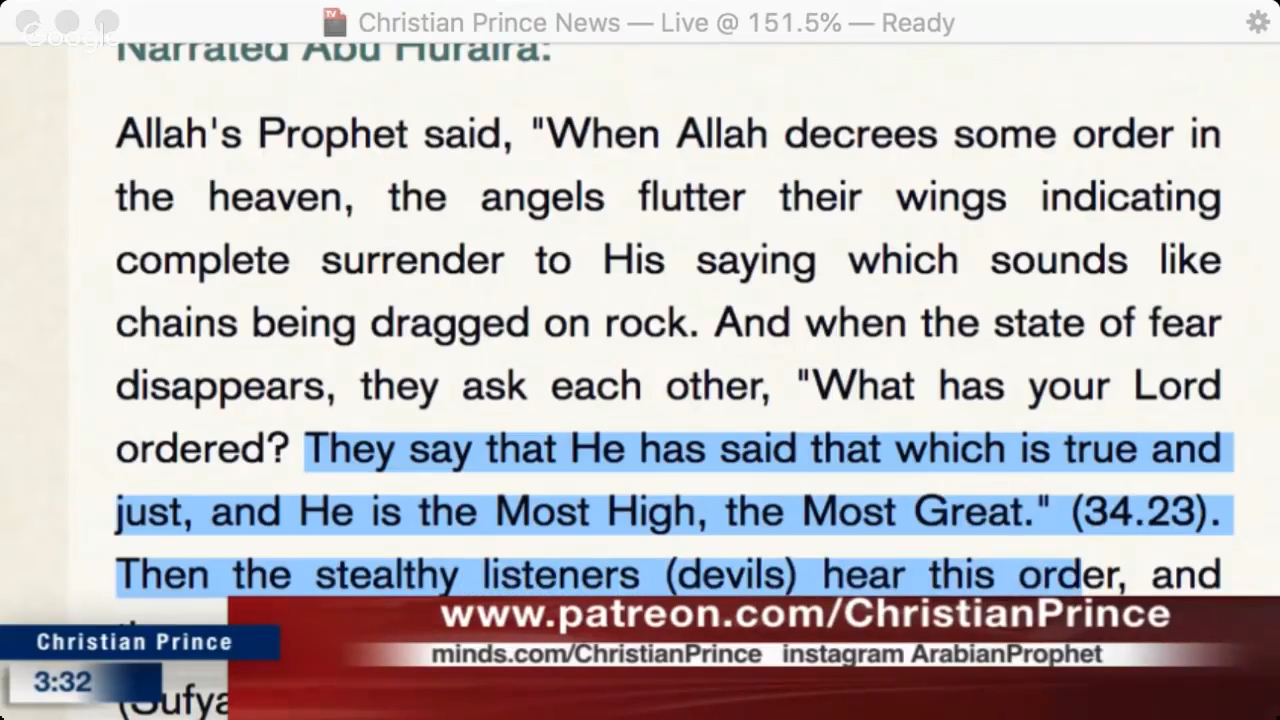 Christian Prince News — Live @ 151.5% — Ready
Google
Narrated Abu Huraira:
Allah's Prophet said, "When Allah decrees some order in
the heaven, the angels flutter their wings indicating
complete surrender to His saying which sounds like
chains being dragged on rock. And when the state of fear
disappears, they ask each other, "What has your Lord
ordered? They say that He has said that which is true and
just, and He is the Most High, the Most Great." (34.23).
Then the stealthy listeners (devils) hear this order, and
www.patreon.com/ChristianPrince
Christian Prince
minds.com/ChristianPrince instagram ArabianProphet
3:32